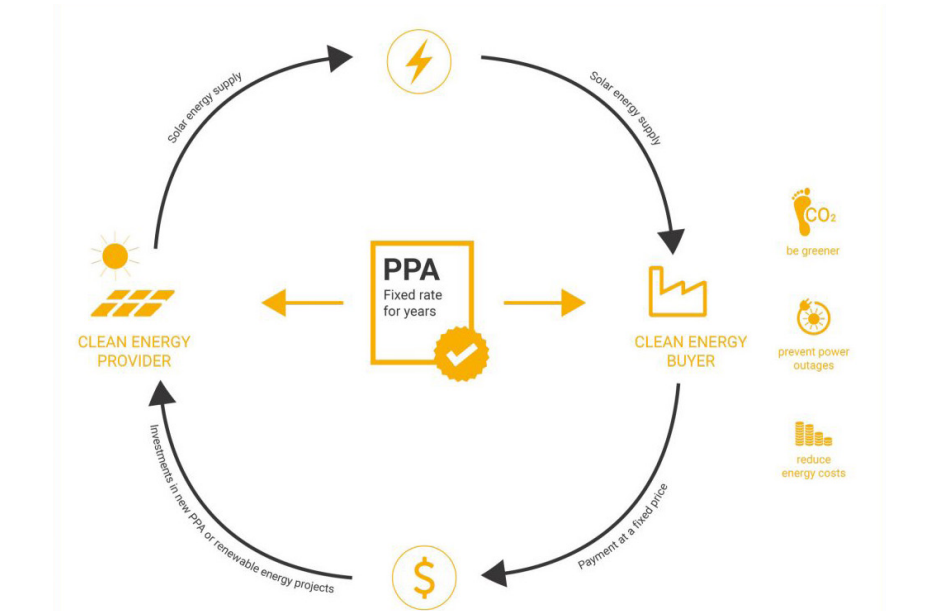 Solar energy supply
Solar energy supply
CO₂
be greener
PPA
Fixed rate
for years
CLEAN ENERGY
PROVIDER
CLEAN ENERGY
BUYER
prevent power
outages
reduce
energy costs
Investments in new PPA or renewable energy projects
Payment at a fixed price
$